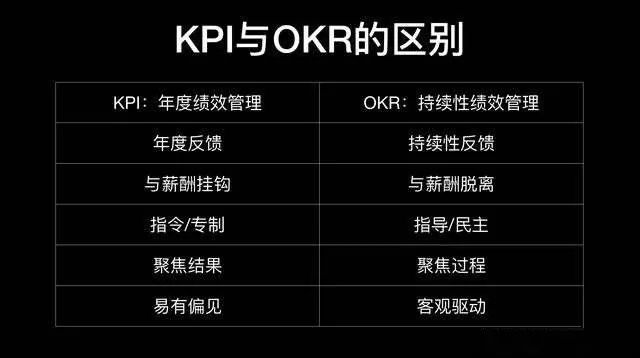 KPI与OKR的区别
KPI：年度绩效管理 OKR：持续性绩效管理
年度反馈 持续性反馈
与薪酬挂钩 与薪酬脱离
指令/专制 指导/民主
聚焦结果 聚焦过程
易有偏见 客观驱动